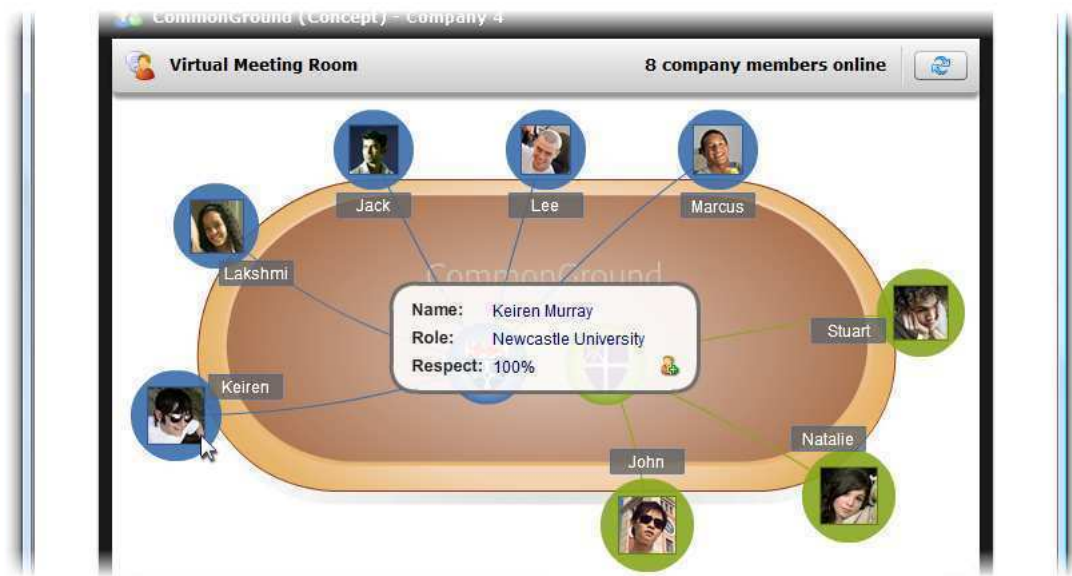 CommonGround (Concept) - Company 4
Virtual Meeting Room
8 company members online
Jack
Lee
Marcus
Lakshmi
CommonGround
Name: Keiren Murray
Role: Newcastle University
Respect: 100%
Stuart
Keiren
Natalie
John